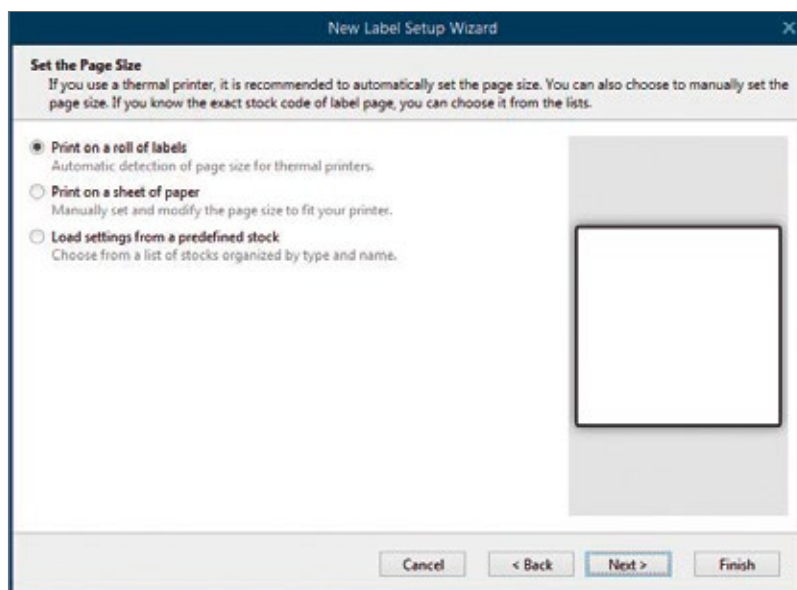 New Label Setup Wizard
Set the Page Size
If you use a thermal printer, it is recommended to automatically set the page size. You can also choose to manually set the
page size. If you know the exact stock code of label page, you can choose it from the lists.
Print on a roll of labels
Automatic detection of page size for thermal printers.
Print on a sheet of paper
Manually set and modify the page size to fit your printer.
Load settings from a predefined stock
Choose from a list of stocks organized by type and name.
Cancel
< Back
Next >
Finish